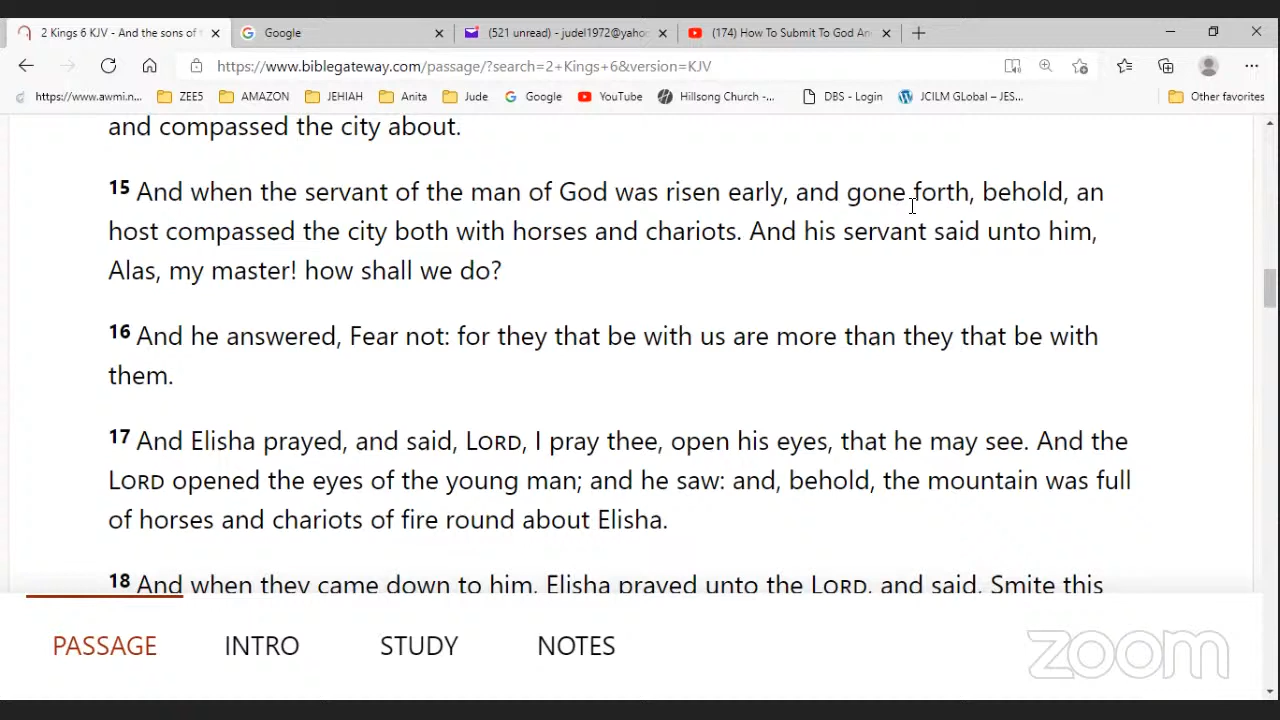 2 Kings 6 KJV - And the sons of t
Google
(521 unread) - judel1972@yaho
(174) How To Submit To God An
https://www.biblegateway.com/passage/?search=2+Kings+6&version=KJV
https://www.awmi.n... ZEE5 AMAZON JEHIAH Anita Jude Google YouTube Hillsong Church -... DBS - Login JCILM GLobal – JES... Other favorites
and compassed the city about.
15 And when the servant of the man of God was risen early, and gone forth, behold, an
host compassed the city both with horses and chariots. And his servant said unto him,
Alas, my master! how shall we do?
16 And he answered, Fear not: for they that be with us are more than they that be with
them.
17 And Elisha prayed, and said, LORD, I pray thee, open his eyes, that he may see. And the
LORD opened the eyes of the young man; and he saw: and, behold, the mountain was full
of horses and chariots of fire round about Elisha.
18 And when they came down to him, Elisha prayed unto the LORD, and said, Smite this
PASSAGE INTRO STUDY NOTES
zoom